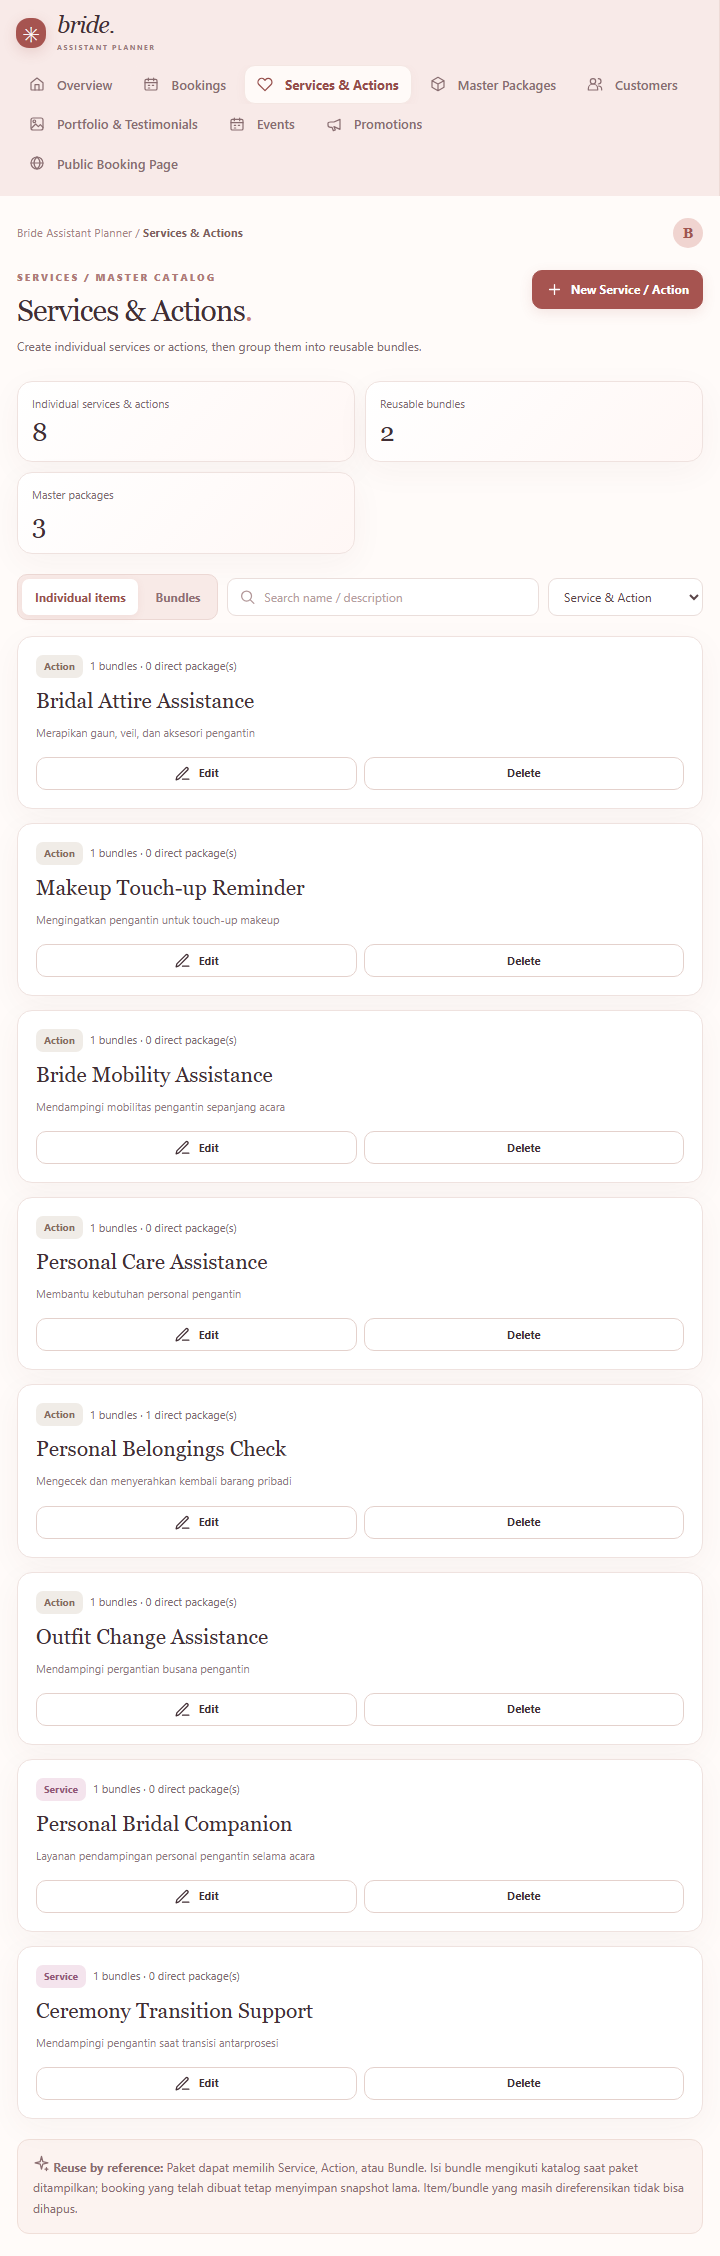 bride.
ASSISTANT PLANNER
Overview
Bookings
Services & Actions
Master Packages
Customers
Portfolio & Testimonials
Events
Promotions
Public Booking Page
Bride Assistant Planner / Services & Actions
B
SERVICES / MASTER CATALOG
Services & Actions.
New Service / Action
Create individual services or actions, then group them into reusable bundles.
Individual services & actions
8
Reusable bundles
2
Master packages
3
Individual items
Bundles
Search name / description
Service & Action
Action 1 bundles · 0 direct package(s)
Bridal Attire Assistance
Merapikan gaun, veil, dan aksesori pengantin
Edit
Delete
Action 1 bundles · 0 direct package(s)
Makeup Touch-up Reminder
Mengingatkan pengantin untuk touch-up makeup
Edit
Delete
Action 1 bundles · 0 direct package(s)
Bride Mobility Assistance
Mendampingi mobilitas pengantin sepanjang acara
Edit
Delete
Action 1 bundles · 0 direct package(s)
Personal Care Assistance
Membantu kebutuhan personal pengantin
Edit
Delete
Action 1 bundles · 1 direct package(s)
Personal Belongings Check
Mengecek dan menyerahkan kembali barang pribadi
Edit
Delete
Action 1 bundles · 0 direct package(s)
Outfit Change Assistance
Mendampingi pergantian busana pengantin
Edit
Delete
Service 1 bundles · 0 direct package(s)
Personal Bridal Companion
Layanan pendampingan personal pengantin selama acara
Edit
Delete
Service 1 bundles · 0 direct package(s)
Ceremony Transition Support
Mendampingi pengantin saat transisi antarprosesi
Edit
Delete
Reuse by reference: Paket dapat memilih Service, Action, atau Bundle. Isi bundle mengikuti katalog saat paket
ditampilkan; booking yang telah dibuat tetap menyimpan snapshot lama. Item/bundle yang masih direferensikan tidak bisa
dihapus.